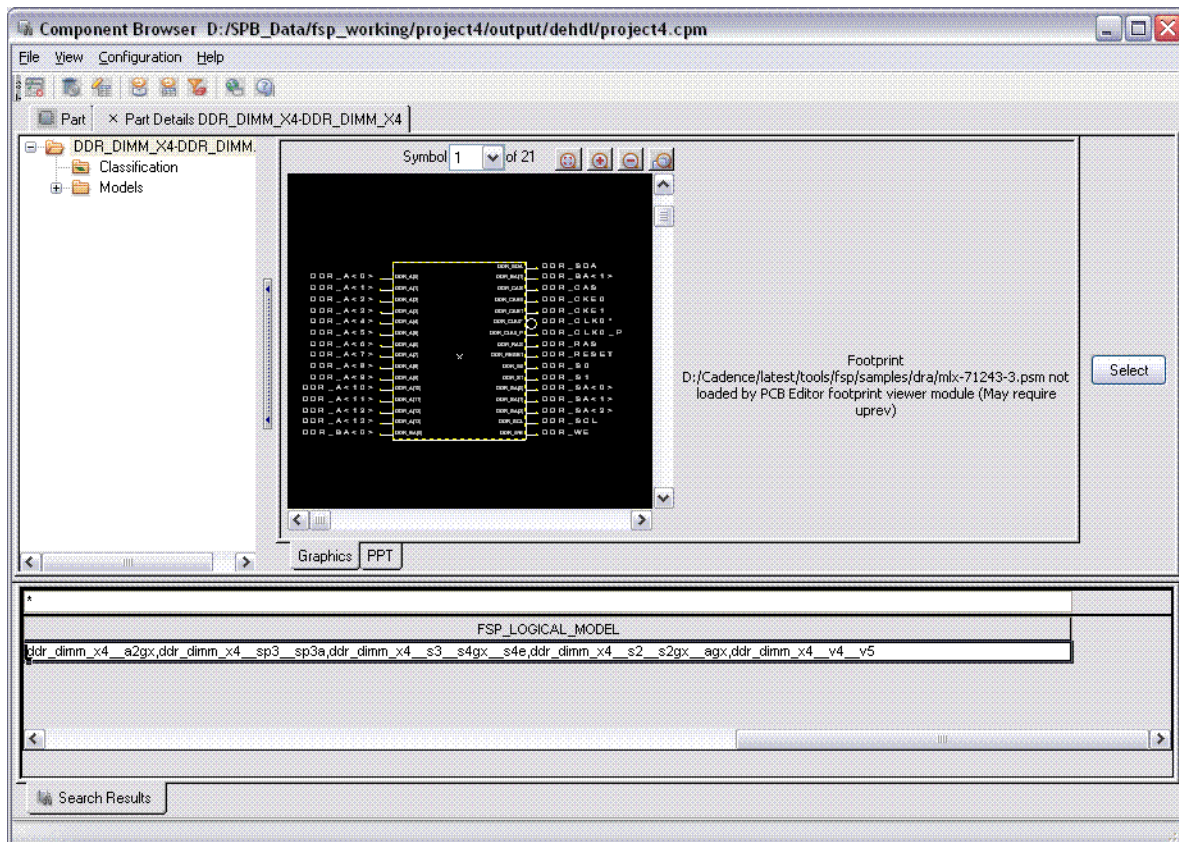 Component Browser D:/SPB_Data/fsp_working/project4/output/dehdl/project4.cpm
File View Configuration Help
Part × Part Details DDR_DIMM_X4-DDR_DIMM_X4
DDR_DIMM_X4-DDR_DIMM.
Classification
Models
Symbol 1 of 21
DDR_A<0>
DDR_A<1>
DDR_A<2>
DDR_A<3>
DDR_A<4>
DDR_A<5>
DDR_A<6>
DDR_A<7>
DDR_A<8>
DDR_A<9>
DDR_A<10>
DDR_A<11>
DDR_A<12>
DDR_A<13>
DDR_BA<0>
DDR_SDA
DDR_BA<1>
DDR_CAS
DDR_CKE0
DDR_CKE1
DDR_CLK0*
DDR_CLK0_P
DDR_RAS
DDR_RESET
DDR_S0
DDR_S1
DDR_SA<0>
DDR_SA<1>
DDR_SA<2>
DDR_SCL
DDR_WE
Footprint
D:/Cadence/latest/tools/fsp/samples/dra/mlx-71243-3.psm not
loaded by PCB Editor footprint viewer module (May require
uprev)
Select
Graphics PPT
*
FSP_LOGICAL_MODEL
ddr_dimm_x4__a2gx,ddr_dimm_x4__sp3__sp3a,ddr_dimm_x4__s3__s4gx__s4e,ddr_dimm_x4__s2__s2gx__agx,ddr_dimm_x4__v4__v5
Search Results